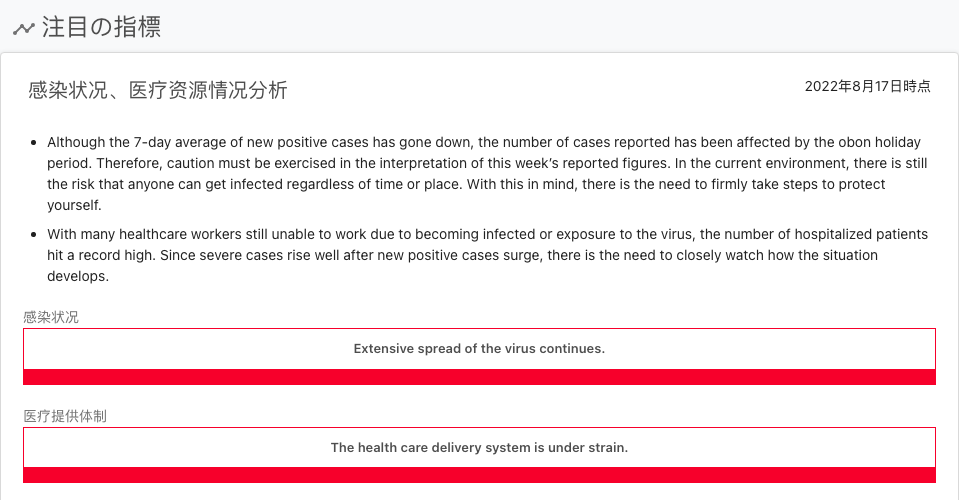 注目の指標
感染状况、医疗资源情况分析
2022年8月17日時点
Although the 7-day average of new positive cases has gone down, the number of cases reported has been affected by the obon holiday
period. Therefore, caution must be exercised in the interpretation of this week’s reported figures. In the current environment, there is still
the risk that anyone can get infected regardless of time or place. With this in mind, there is the need to firmly take steps to protect
yourself.
With many healthcare workers still unable to work due to becoming infected or exposure to the virus, the number of hospitalized patients
hit a record high. Since severe cases rise well after new positive cases surge, there is the need to closely watch how the situation
develops.
感染状况
Extensive spread of the virus continues.
医疗提供体制
The health care delivery system is under strain.